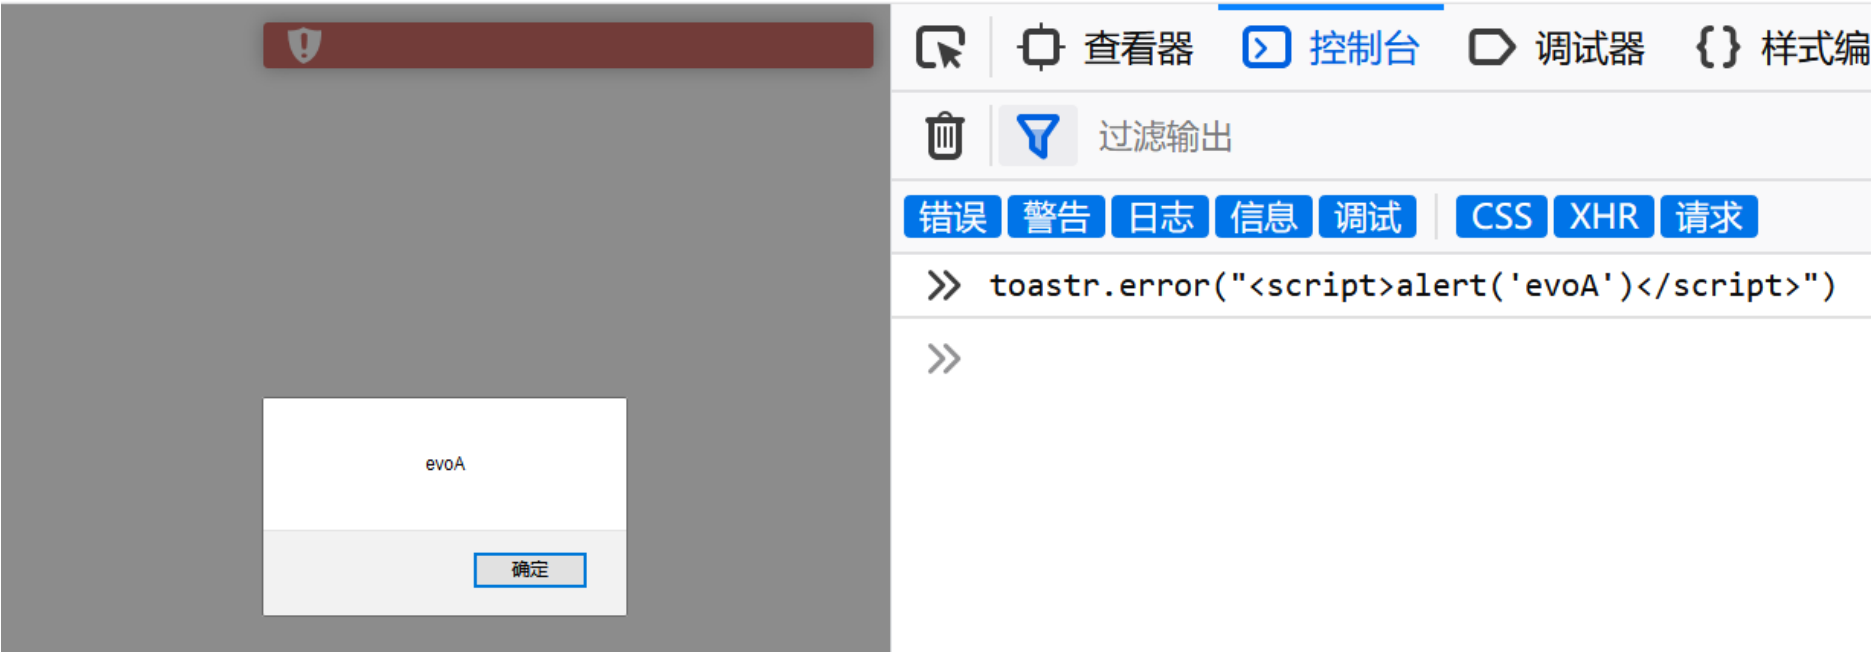 查看器 控制台 调试器 样式编
过滤输出
错误 警告 日志 信息 调试 CSS XHR 请求
toastr.error("<script>alert('evoA')</script>")
evoA
确定